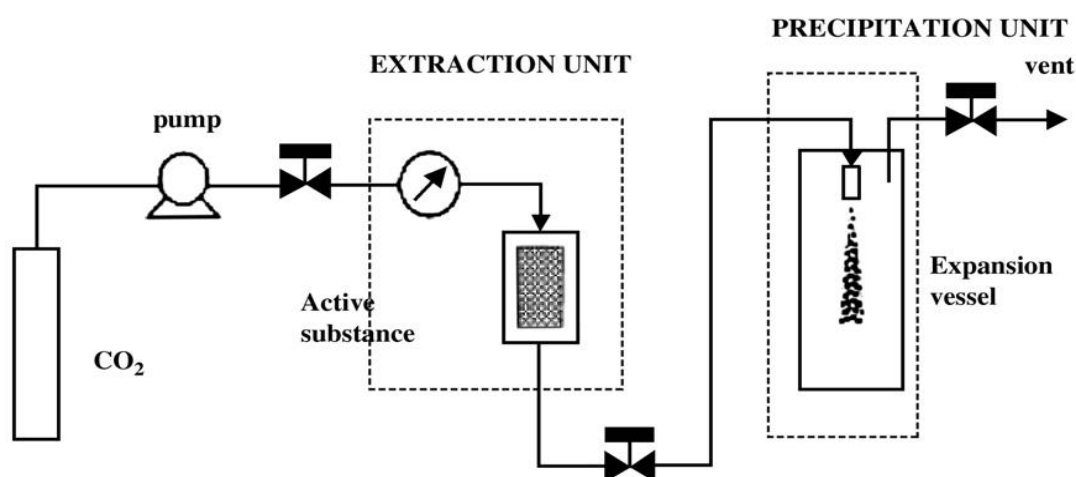 PRECIPITATION UNIT
vent
EXTRACTION UNIT
pump
Expansion
vessel
Active
substance
CO₂